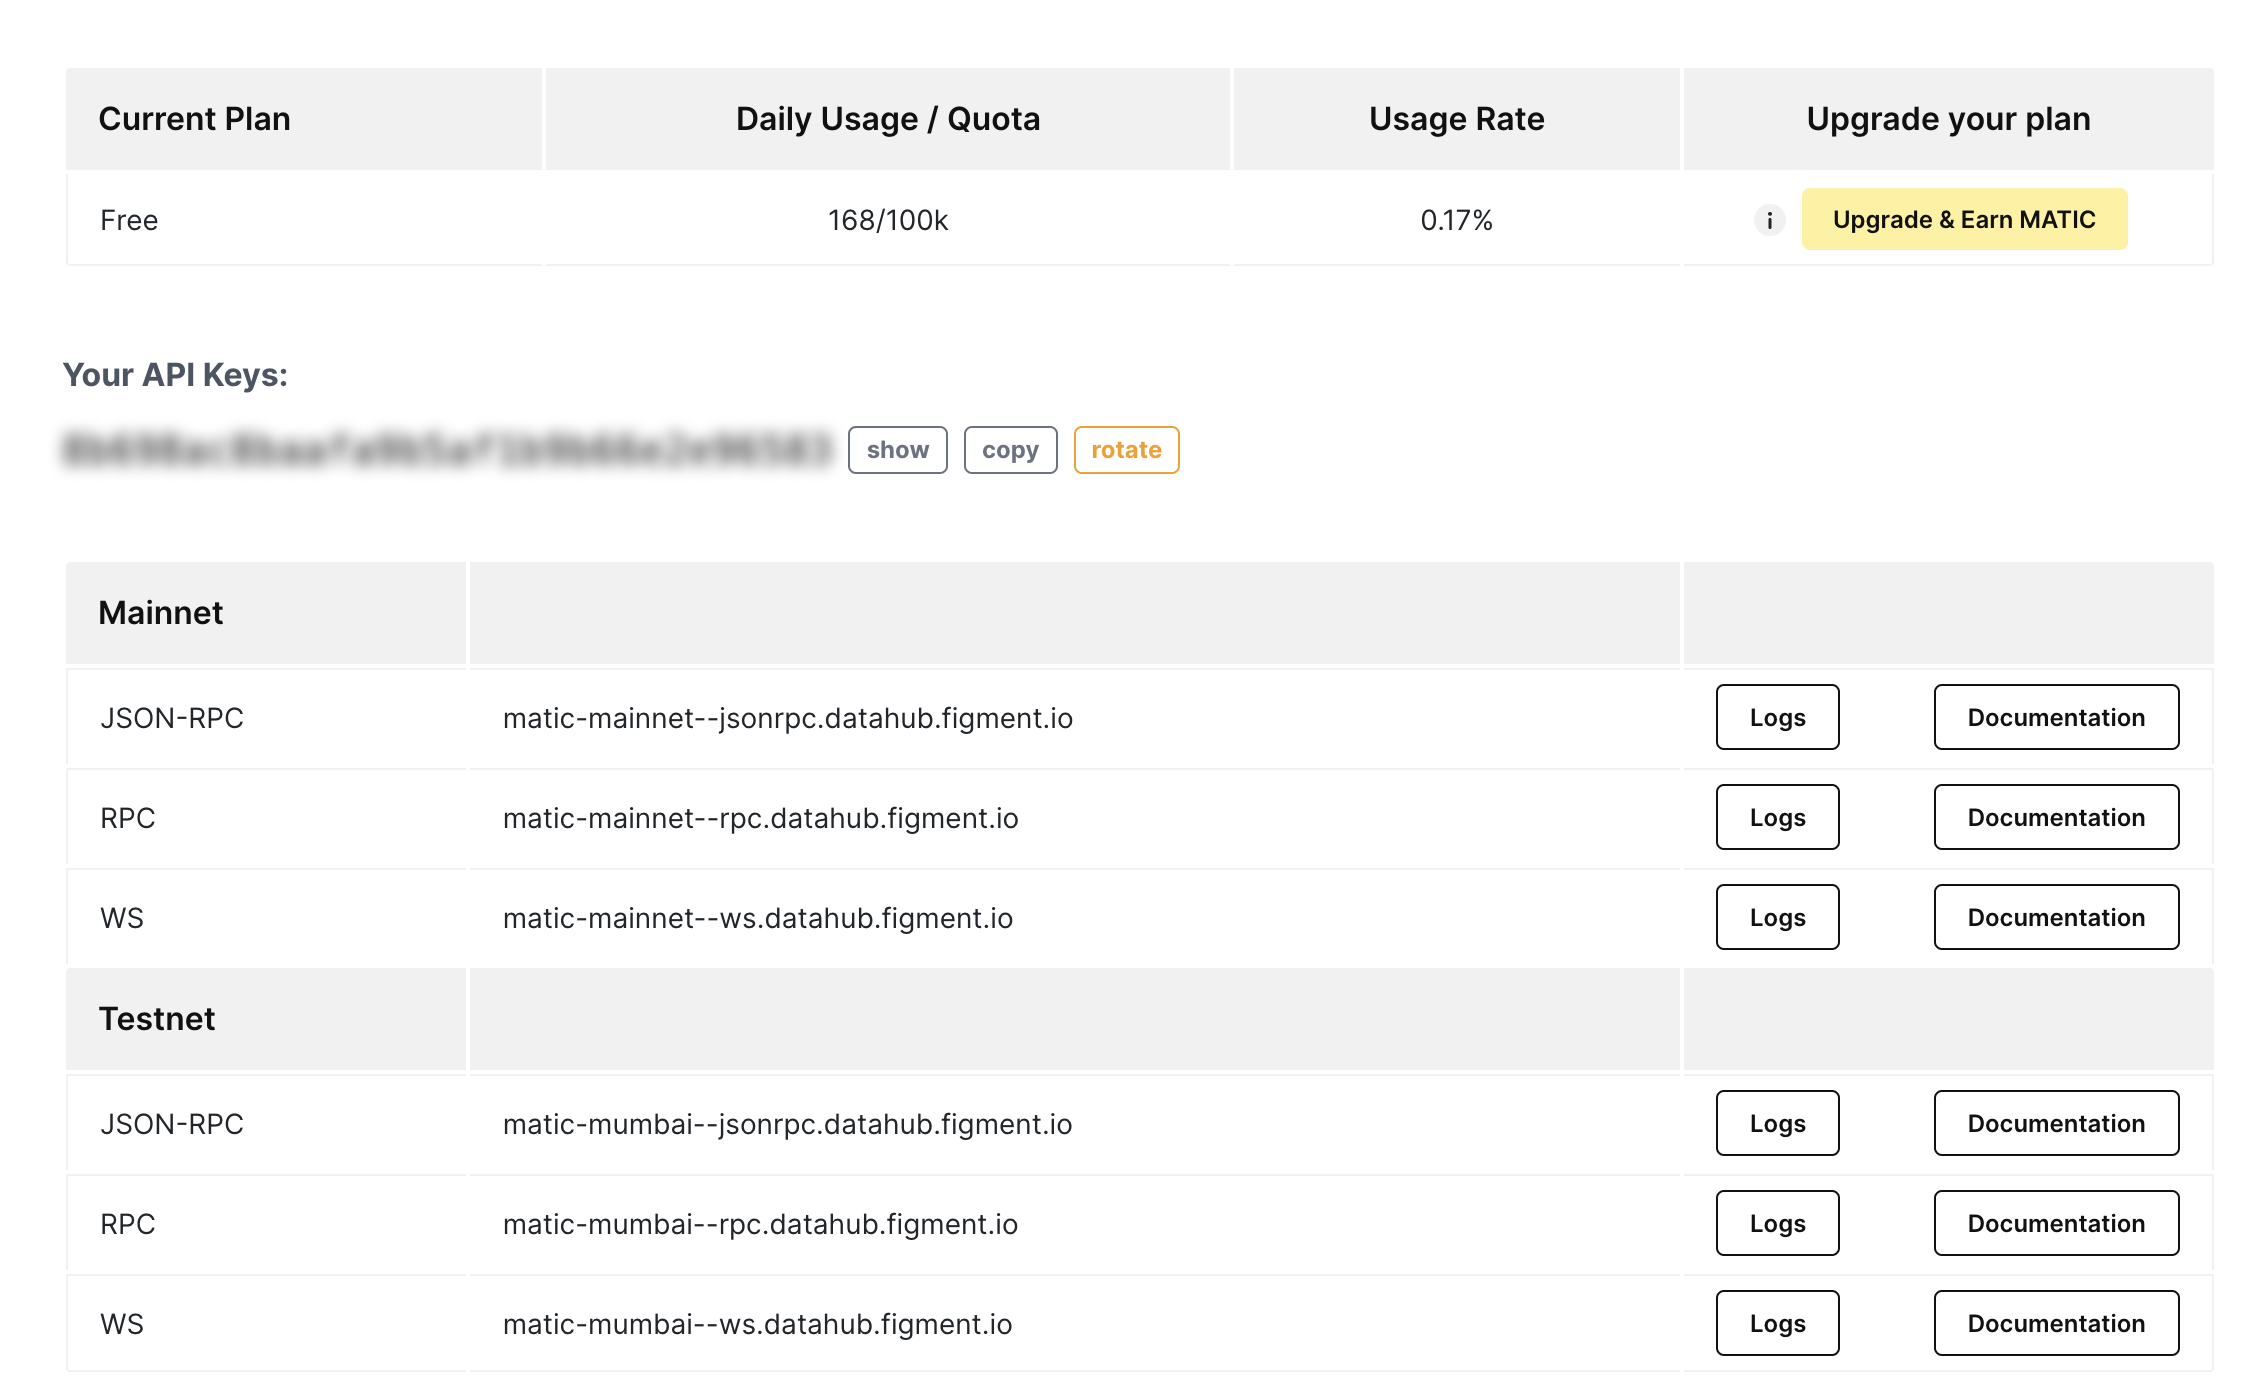 Current Plan Daily Usage / Quota Usage Rate Upgrade your plan
Free 168/100k 0.17% i Upgrade & Earn MATIC
Your API Keys:
show copy rotate
Mainnet
JSON-RPC matic-mainnet--jsonrpc.datahub.figment.io Logs Documentation
RPC matic-mainnet--rpc.datahub.figment.io Logs Documentation
WS matic-mainnet--ws.datahub.figment.io Logs Documentation
Testnet
JSON-RPC matic-mumbai--jsonrpc.datahub.figment.io Logs Documentation
RPC matic-mumbai--rpc.datahub.figment.io Logs Documentation
WS matic-mumbai--ws.datahub.figment.io Logs Documentation